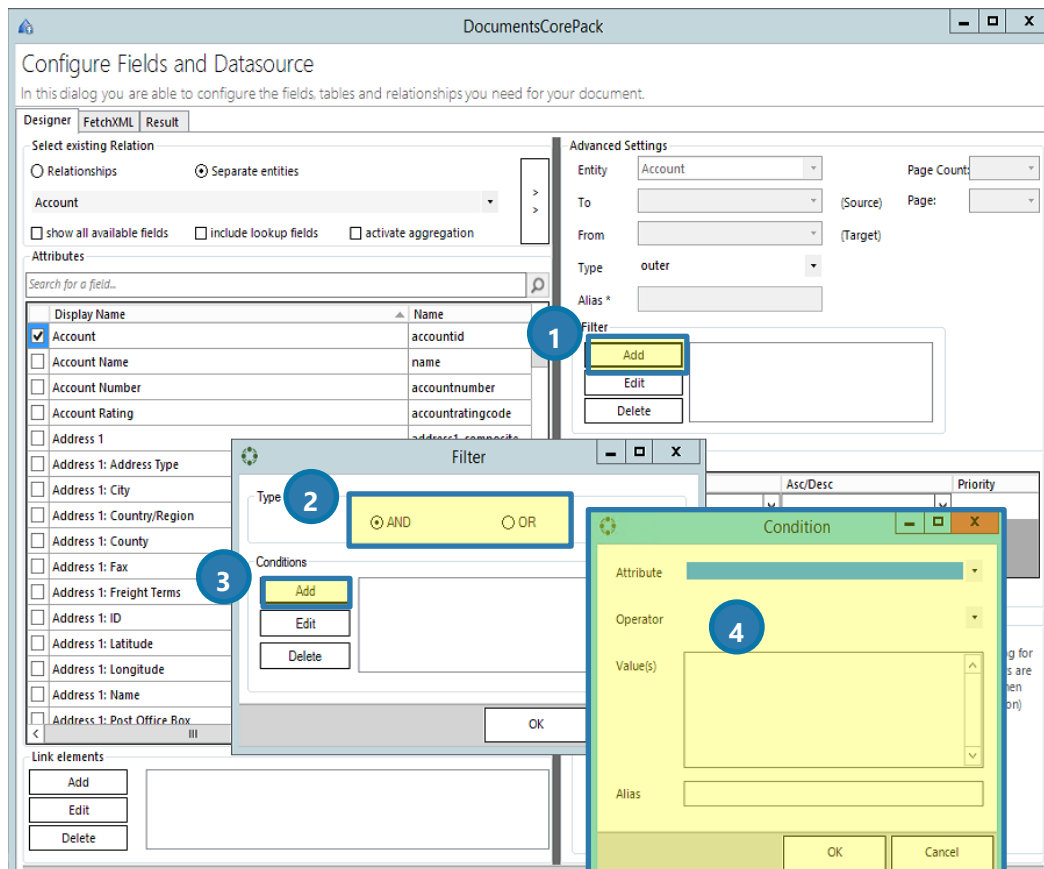 DocumentsCorePack
Configure Fields and Datasource
In this dialog you are able to configure the fields, tables and relationships you need for your document.
Designer FetchXML Result
Select existing Relation
Relationships Separate entities
Account
> >
show all available fields include lookup fields activate aggregation
Attributes
Search for a field...
Display Name Name
Account accountid
Account Name name
Account Number accountnumber
Account Rating accountratingcode
Address 1 address1_composite
Address 1: Address Type
Address 1: City
Address 1: Country/Region
Address 1: County
Address 1: Fax
Address 1: Freight Terms
Address 1: ID
Address 1: Latitude
Address 1: Longitude
Address 1: Name
Address 1: Post Office Box
Link elements
Add
Edit
Delete
Advanced Settings
Entity Account Page Count:
To (Source) Page:
From (Target)
Type outer
Alias *
Filter
1
Add
Edit
Delete
Asc/Desc Priority
g for
s are
on)
Filter
Type
2
AND OR
3
Conditions
Add
Edit
Delete
OK
Condition
Attribute
Operator
4
Value(s)
Alias
OK Cancel